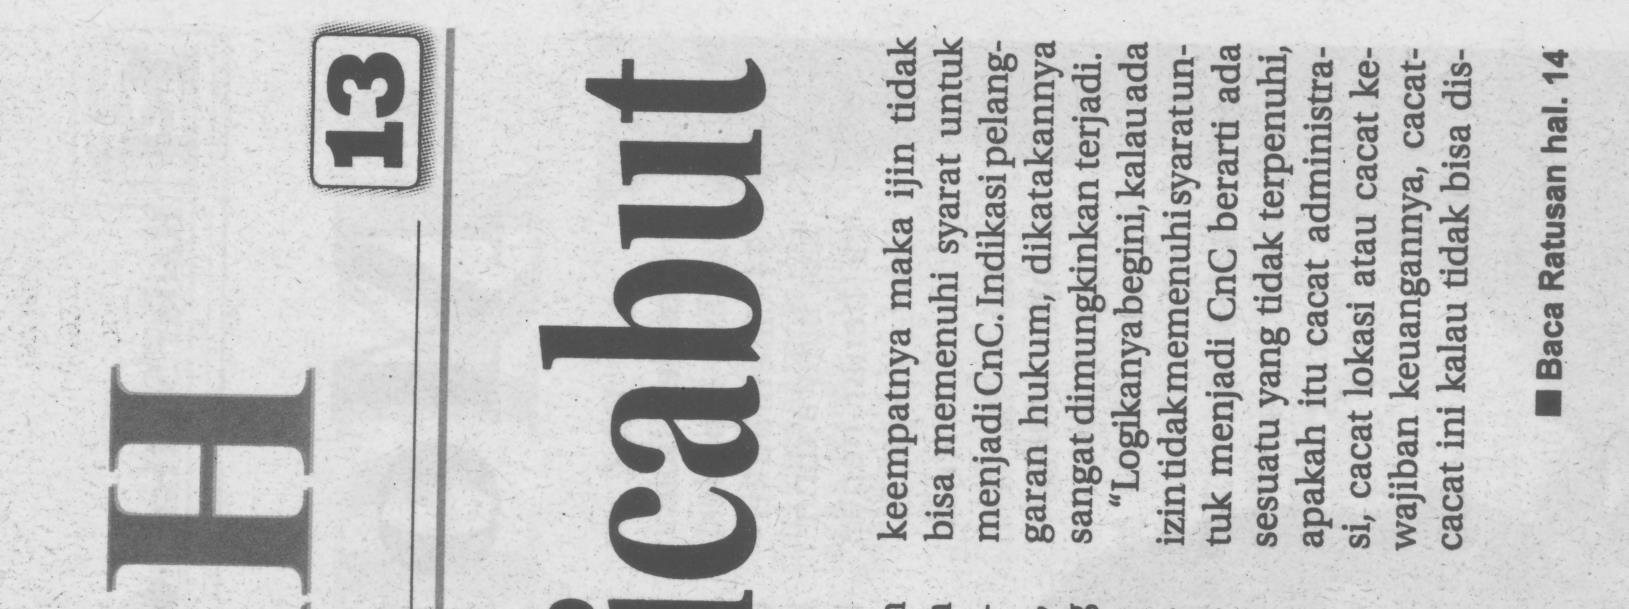 H
13
icabut
keempatnya maka ijin tidak
bisa memenuhi syarat untuk
menjadi CnC. Indikasi pelang-
garan hukum, dikatakannya
sangat dimungkinkan terjadi.
"Logikanya begini, kalau ada
izin tidak memenuhi syarat un-
tuk menjadi CnC berarti ada
sesuatu yang tidak terpenuhi,
apakah itu cacat administra-
si, cacat lokasi atau cacat ke-
wajiban keuangannya, cacat-
cacat ini kalau tidak bisa dis-
■ Baca Ratusan hal. 14